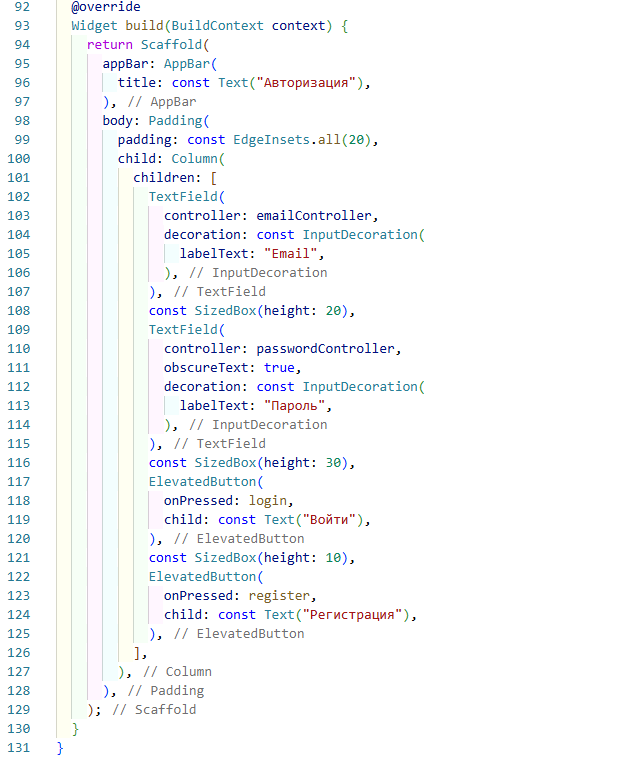 92 @override
93 Widget build(BuildContext context) {
94 return Scaffold(
95 appBar: AppBar(
96 title: const Text("Авторизация"),
97 ), // AppBar
98 body: Padding(
99 padding: const EdgeInsets.all(20),
100 child: Column(
101 children: [
102 TextField(
103 controller: emailController,
104 decoration: const InputDecoration(
105 labelText: "Email",
106 ), // InputDecoration
107 ), // TextField
108 const SizedBox(height: 20),
109 TextField(
110 controller: passwordController,
111 obscureText: true,
112 decoration: const InputDecoration(
113 labelText: "Пароль",
114 ), // InputDecoration
115 ), // TextField
116 const SizedBox(height: 30),
117 ElevatedButton(
118 onPressed: login,
119 child: const Text("Войти"),
120 ), // ElevatedButton
121 const SizedBox(height: 10),
122 ElevatedButton(
123 onPressed: register,
124 child: const Text("Регистрация"),
125 ), // ElevatedButton
126 ],
127 ), // Column
128 ), // Padding
129 ); // Scaffold
130 }
131 }